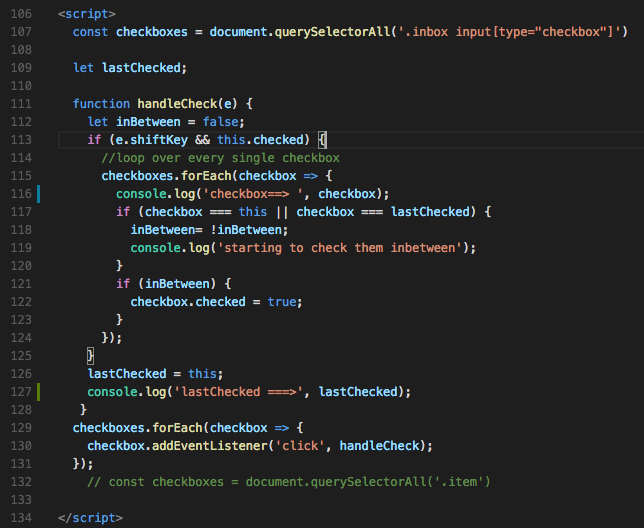 106 <script>
107 const checkboxes = document.querySelectorAll('.inbox input[type="checkbox"]')
108
109 let lastChecked;
110
111 function handleCheck(e) {
112 let inBetween = false;
113 if (e.shiftKey && this.checked) {
114 //loop over every single checkbox
115 checkboxes.forEach(checkbox => {
116 console.log('checkbox==> ', checkbox);
117 if (checkbox === this || checkbox === lastChecked) {
118 inBetween= !inBetween;
119 console.log('starting to check them inbetween');
120 }
121 if (inBetween) {
122 checkbox.checked = true;
123 }
124 });
125 }
126 lastChecked = this;
127 console.log('lastChecked ===>', lastChecked);
128 }
129 checkboxes.forEach(checkbox => {
130 checkbox.addEventListener('click', handleCheck);
131 });
132 // const checkboxes = document.querySelectorAll('.item')
133
134 </script>